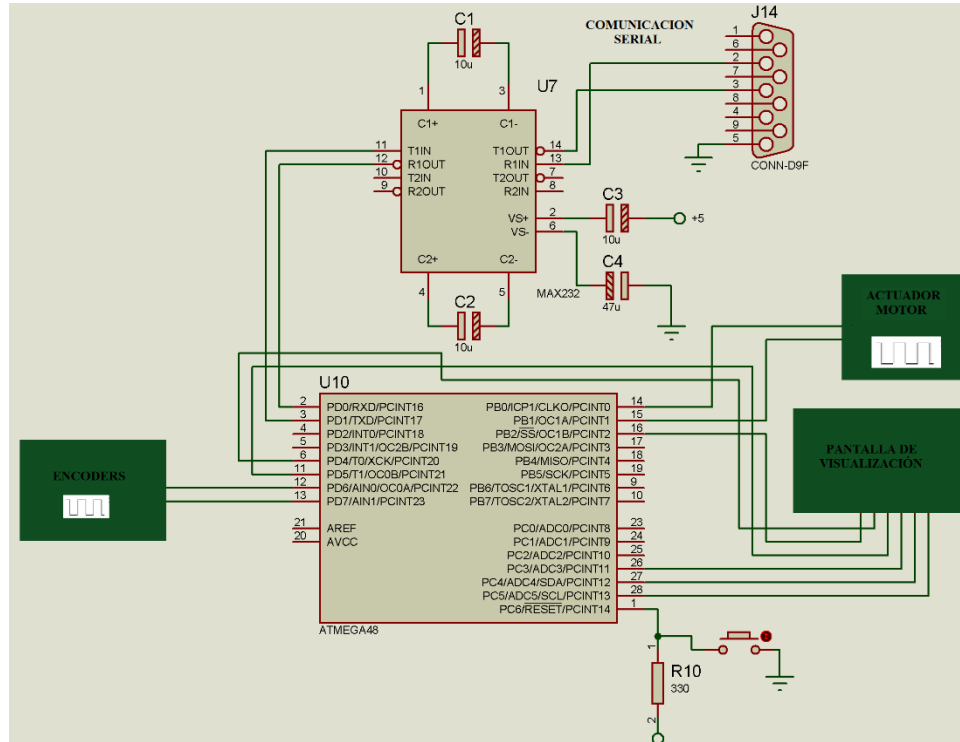 COMUNICACION
SERIAL
J14
1
6
2
7
3
8
4
9
5
CONN-D9F
C1
10u
1
3
U7
C1+
C1-
11
T1IN
T1OUT
14
12
R1OUT
R1IN
13
10
T2IN
T2OUT
7
9
R2OUT
R2IN
8
VS+
2
VS-
6
C2+
C2-
4
5
MAX232
C3
10u
+5
C4
47u
C2
10u
ACTUADOR
MOTOR
PANTALLA DE
VISUALIZACIÓN
ENCODERS
U10
2
PD0/RXD/PCINT16
PB0/ICP1/CLKO/PCINT0
14
3
PD1/TXD/PCINT17
PB1/OC1A/PCINT1
15
4
PD2/INT0/PCINT18
PB2/SS/OC1B/PCINT2
16
5
PD3/INT1/OC2B/PCINT19
PB3/MOSI/OC2A/PCINT3
17
6
PD4/T0/XCK/PCINT20
PB4/MISO/PCINT4
18
11
PD5/T1/OC0B/PCINT21
PB5/SCK/PCINT5
19
12
PD6/AIN0/OC0A/PCINT22
PB6/TOSC1/XTAL1/PCINT6
9
13
PD7/AIN1/PCINT23
PB7/TOSC2/XTAL2/PCINT7
10
21
AREF
PC0/ADC0/PCINT8
23
20
AVCC
PC1/ADC1/PCINT9
24
PC2/ADC2/PCINT10
25
PC3/ADC3/PCINT11
26
PC4/ADC4/SDA/PCINT12
27
PC5/ADC5/SCL/PCINT13
28
PC6/RESET/PCINT14
1
ATMEGA48
1
R10
330
2